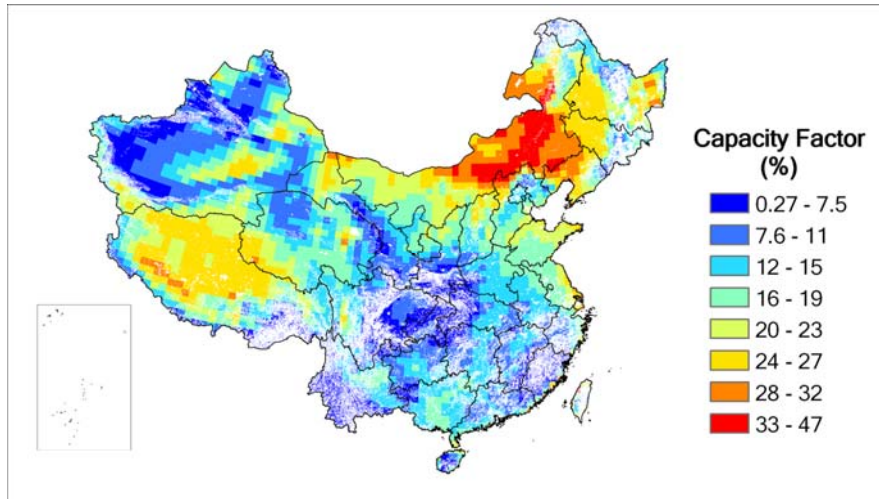 Capacity Factor
(%)
0.27 - 7.5
7.6 - 11
12 - 15
16 - 19
20 - 23
24 - 27
28 - 32
33 - 47